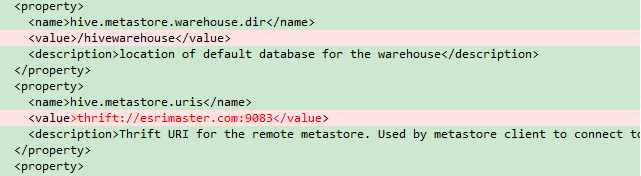 <property>
<name>hive.metastore.warehouse.dir</name>
<value>/hivewarehouse</value>
<description>location of default database for the warehouse</description>
</property>
<property>
<name>hive.metastore.uris</name>
<value>thrift://esrimaster.com:9083</value>
<description>Thrift URI for the remote metastore. Used by metastore client to connect to
</property>
<property>